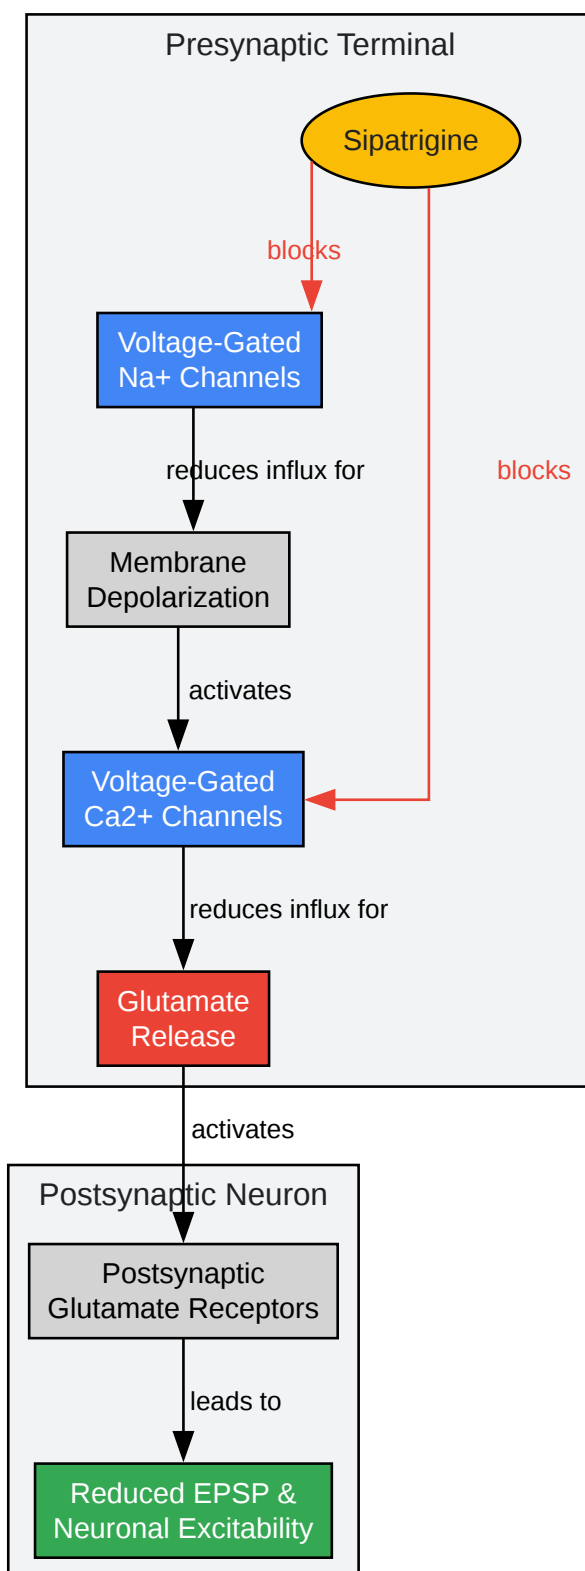 Presynaptic Terminal
Sipatrigine
blocks
Voltage-Gated
Na+ Channels
reduces influx for
blocks
Membrane
Depolarization
activates
Voltage-Gated
Ca2+ Channels
reduces influx for
Glutamate
Release
activates
Postsynaptic Neuron
Postsynaptic
Glutamate Receptors
leads to
Reduced EPSP &
Neuronal Excitability